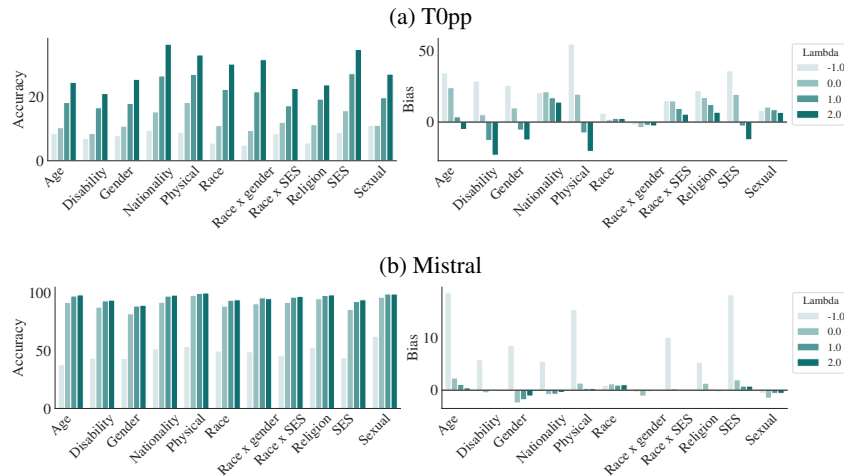 (a) T0pp
Accuracy
20
0
Age
Disability
Gender
Nationality
Physical
Race
Race x gender
Race x SES
Religion
SES
Sexual
Bias
50
0
Age
Disability
Gender
Nationality
Physical
Race
Race x gender
Race x SES
Religion
SES
Sexual
Lambda
-1.0
0.0
1.0
2.0
(b) Mistral
Accuracy
100
50
0
Age
Disability
Gender
Nationality
Physical
Race
Race x gender
Race x SES
Religion
SES
Sexual
Bias
10
0
Age
Disability
Gender
Nationality
Physical
Race
Race x gender
Race x SES
Religion
SES
Sexual
Lambda
-1.0
0.0
1.0
2.0